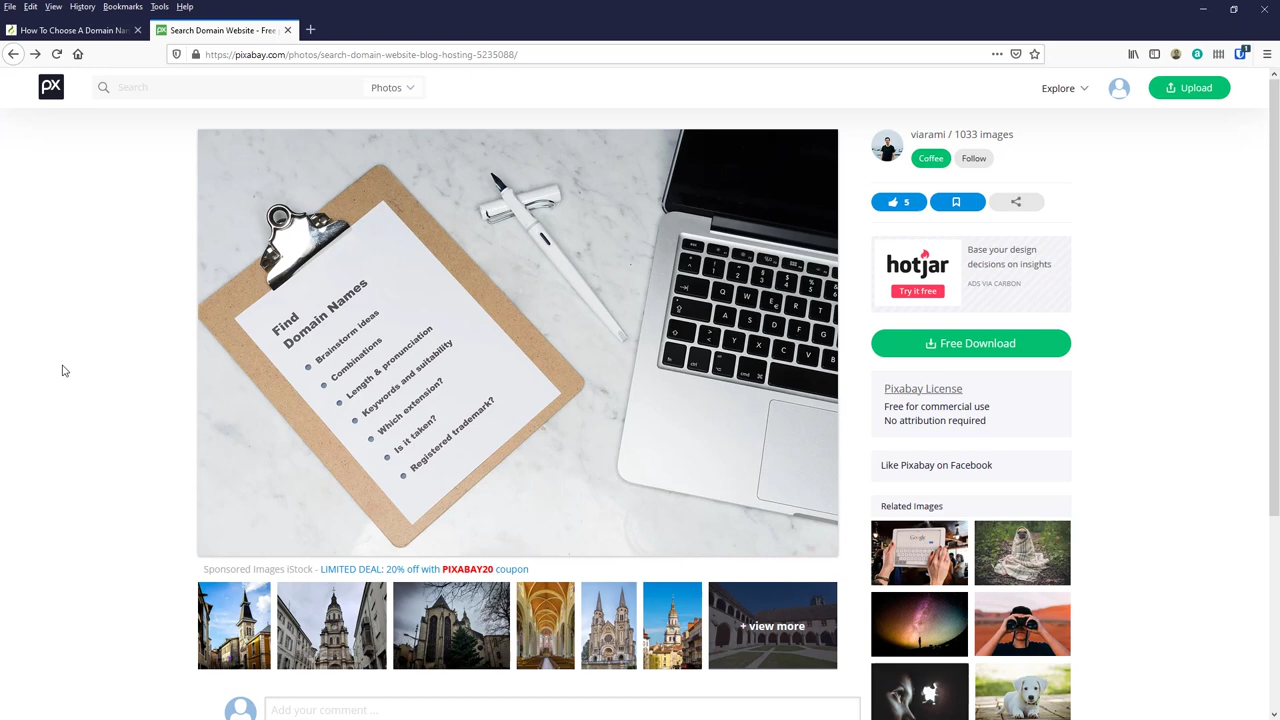 File Edit View History Bookmarks Tools Help
How To Choose A Domain Na
Search Domain Website - Free
https://pixabay.com/photos/search-domain-website-blog-hosting-5235088/
1
px
Search
Photos
Explore
Upload
viarami / 1033 images
Coffee
Follow
5
hotjar
Try it free
Base your design
decisions on insights
ADS VIA CARBON
Free Download
Pixabay License
Free for commercial use
No attribution required
Like Pixabay on Facebook
Related Images
Find
Domain Names
Brainstorm ideas
Combinations
Length & pronunciation
Keywords and suitability
Which extension?
Is it taken?
Registered trademark?
Sponsored Images iStock - LIMITED DEAL: 20% off with PIXABAY20 coupon
+ view more
Add your comment ...